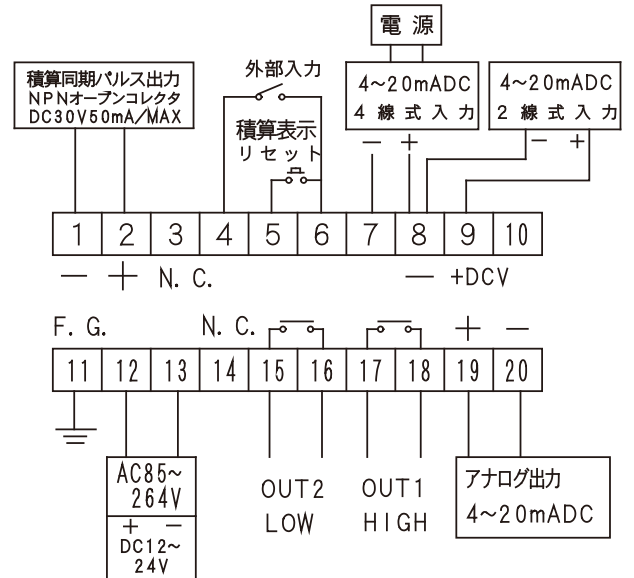 電源
積算同期パルス出力
NPNオープンコレクタ
DC30V50mA/MAX
外部入力
積算表示
リセット
4～20mADC
4線式入力
－ ＋
4～20mADC
2線式入力
－ ＋
1 2 3 4 5 6 7 8 9 10
－ ＋ N. C. － +DCV
F. G. N. C. ＋ －
11 12 13 14 15 16 17 18 19 20
AC85～
264V
＋ －
DC12～
24V
OUT2
LOW
OUT1
HIGH
アナログ出力
4～20mADC